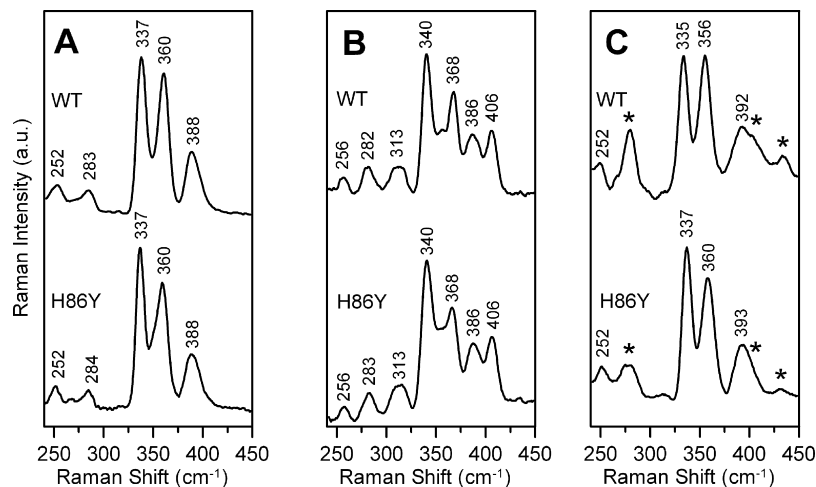 A
337
360
WT
388
252
283
337
360
H86Y
388
252
284
250 300 350 400 450
Raman Shift (cm-1)
B
340
368
WT
386
406
256
282
313
340
368
H86Y
386
406
256
283
313
250 300 350 400 450
Raman Shift (cm-1)
C
335
356
WT
392
*
*
*
252
337
360
H86Y
393
*
*
*
252
250 300 350 400 450
Raman Shift (cm-1)
Raman Intensity (a.u.)